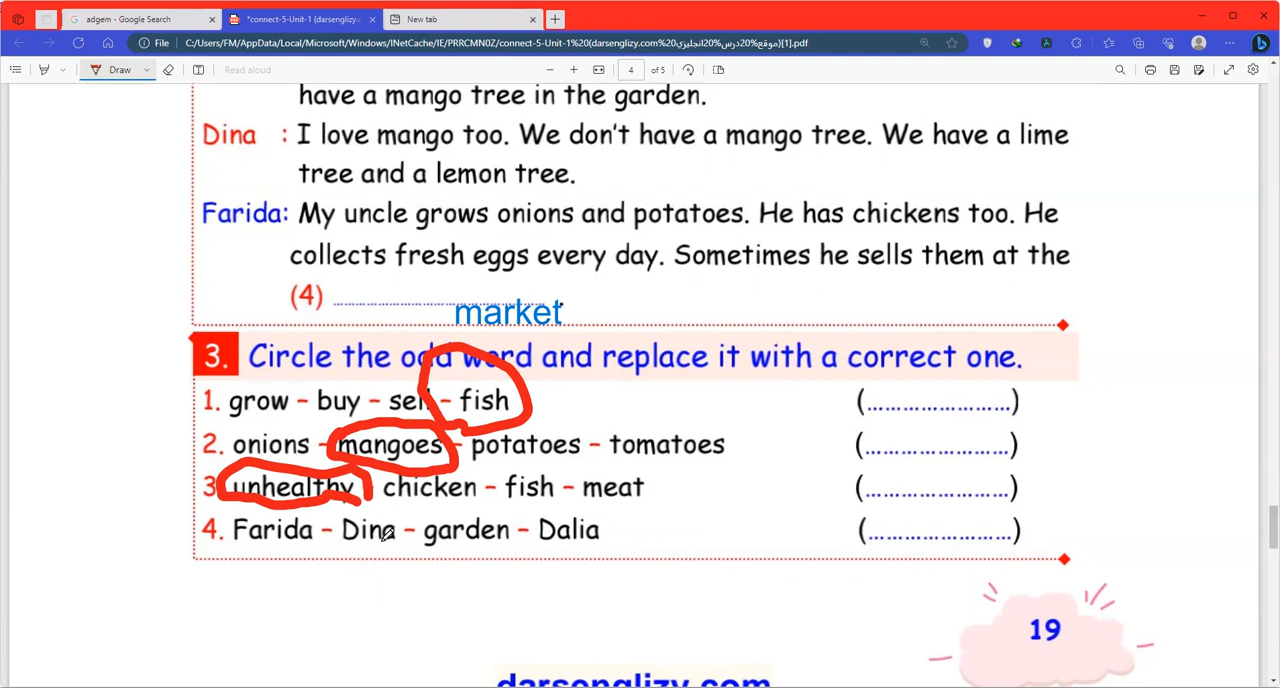 adgem - Google Search
*connect-5-Unit-1 (darsenglizy.com
New tab
File
C:/Users/FM/AppData/Local/Microsoft/Windows/INetCache/IE/PRRCMN0Z/connect-5-Unit-1%20(darsenglizy.com موقع%20درس%20انجليزي)[1].pdf
Draw
Read aloud
4 of 5
have a mango tree in the garden.
Dina : I love mango too. We don't have a mango tree. We have a lime
tree and a lemon tree.
Farida: My uncle grows onions and potatoes. He has chickens too. He
collects fresh eggs every day. Sometimes he sells them at the
(4) ........................ .
market
3. Circle the odd word and replace it with a correct one.
1. grow – buy – sell – fish (........................)
2. onions – mangoes – potatoes – tomatoes (........................)
3. unhealthy – chicken – fish – meat (........................)
4. Farida – Dina – garden – Dalia (........................)
19
darsenglizy.com